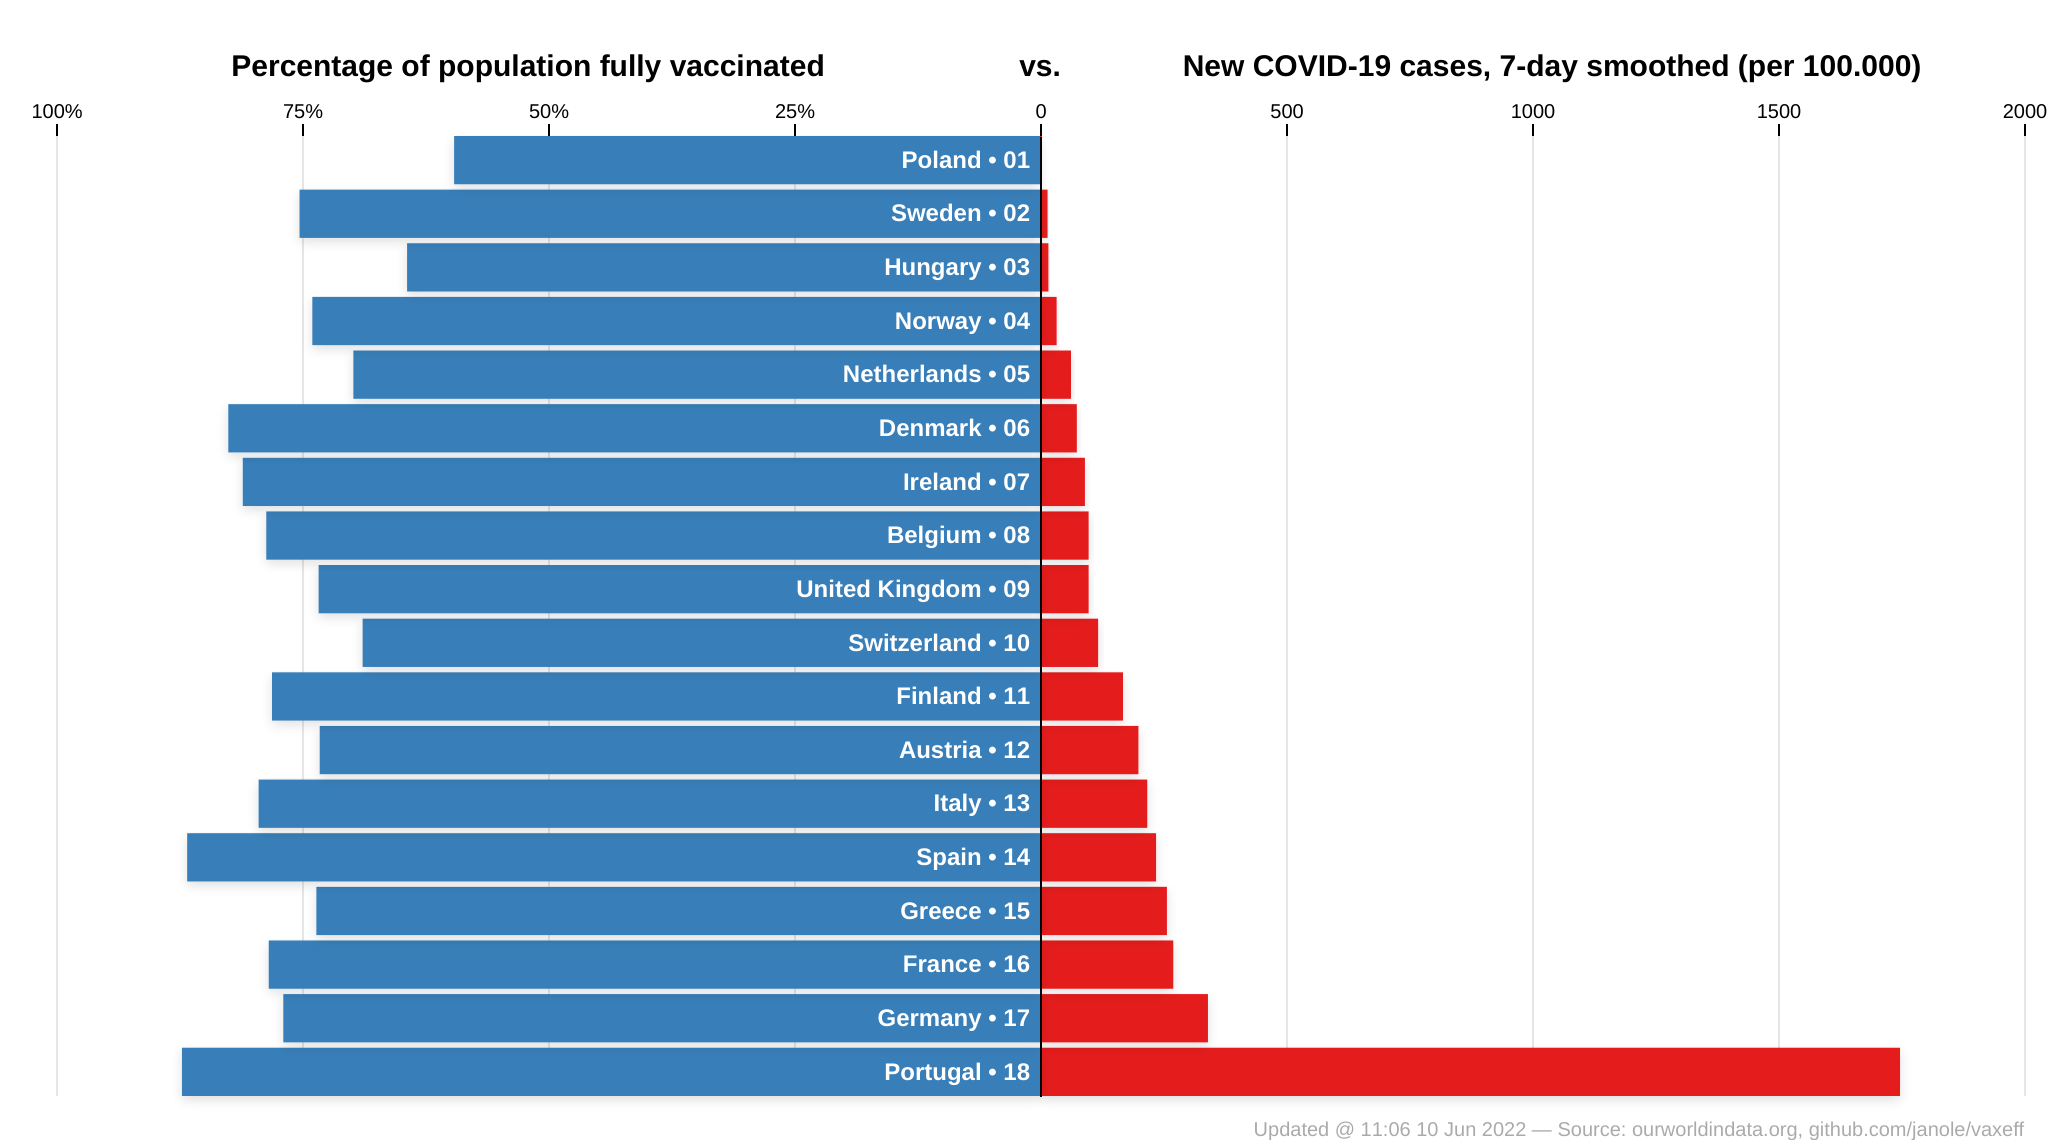 Percentage of population fully vaccinated vs. New COVID-19 cases, 7-day smoothed (per 100.000)
100% 75% 50% 25% 0 500 1000 1500 2000
Poland • 01
Sweden • 02
Hungary • 03
Norway • 04
Netherlands • 05
Denmark • 06
Ireland • 07
Belgium • 08
United Kingdom • 09
Switzerland • 10
Finland • 11
Austria • 12
Italy • 13
Spain • 14
Greece • 15
France • 16
Germany • 17
Portugal • 18
Updated @ 11:06 10 Jun 2022 — Source: ourworldindata.org, github.com/janole/vaxeff